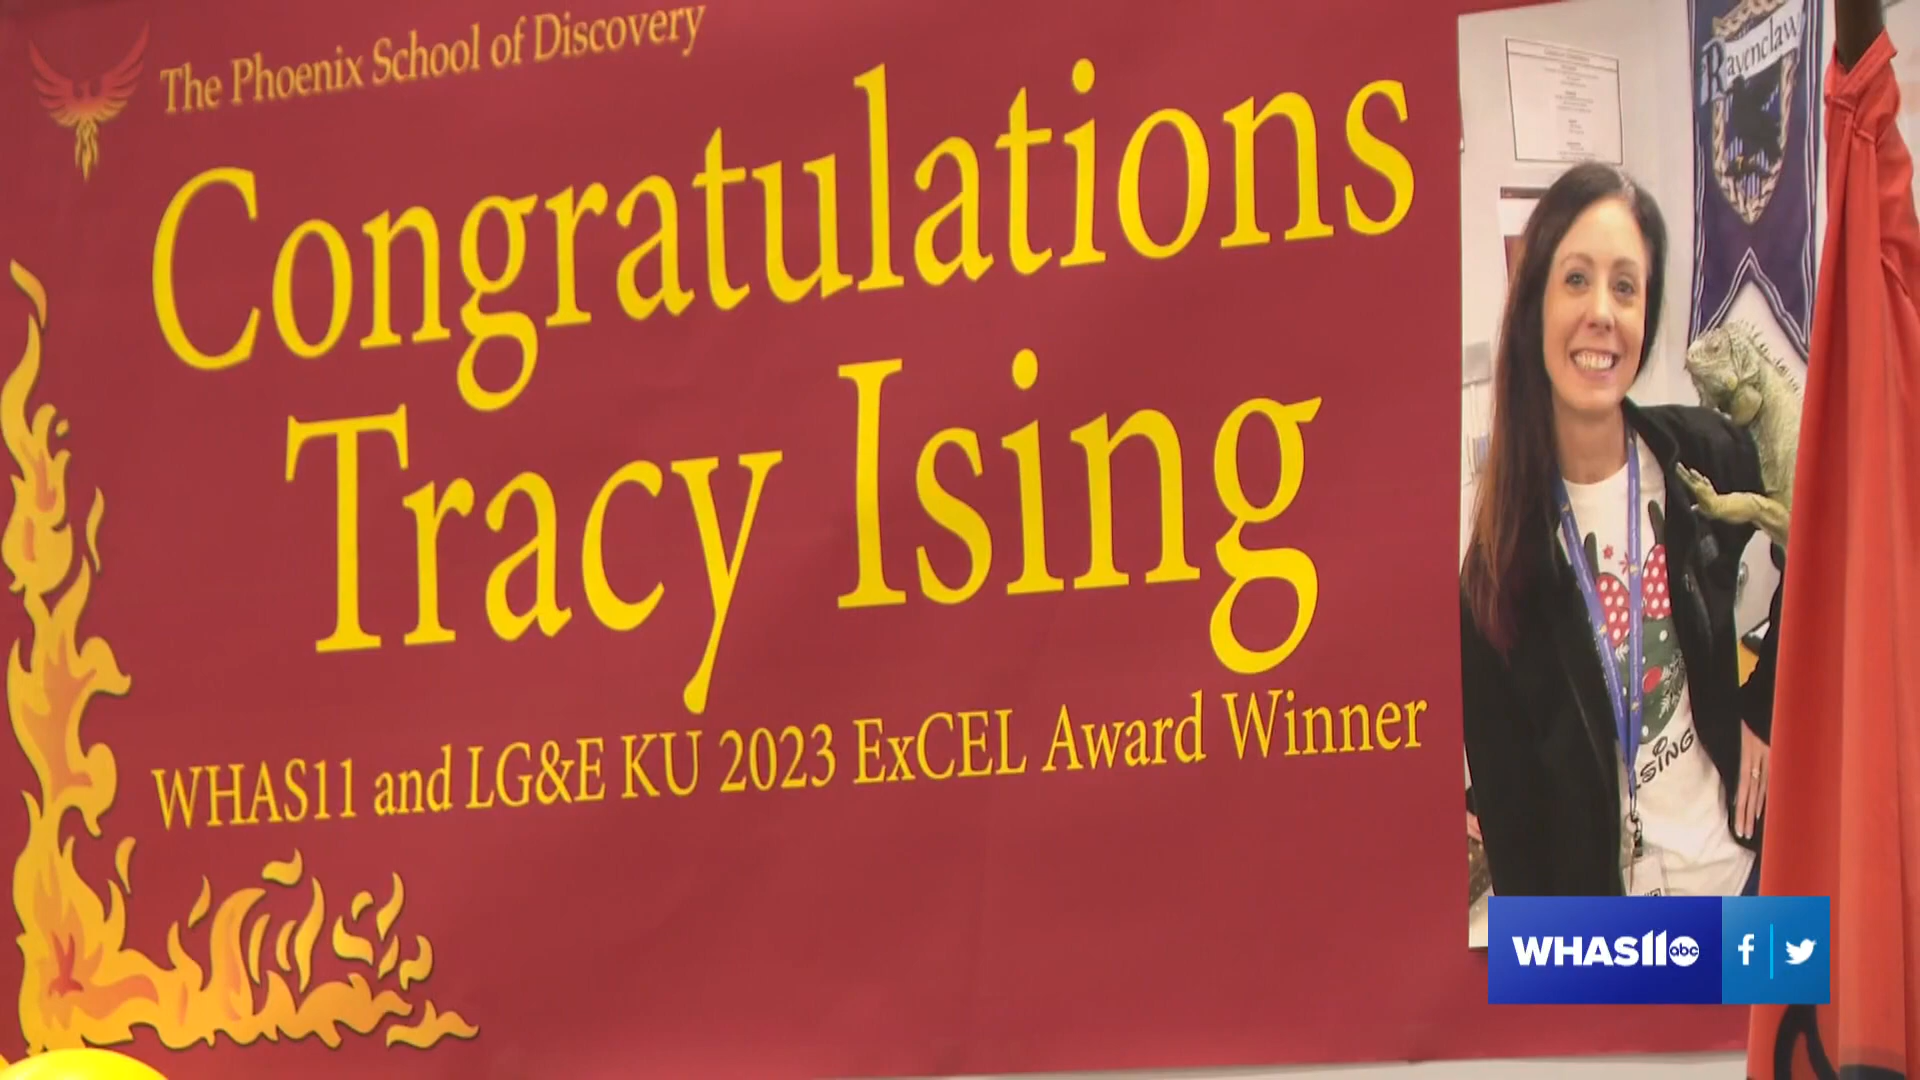 The Phoenix School of Discovery
Congratulations
Tracy Ising
WHAS11 and LG&E KU 2023 ExCEL Award Winner
Ravenclaw
SING
WHAS11 abc
f